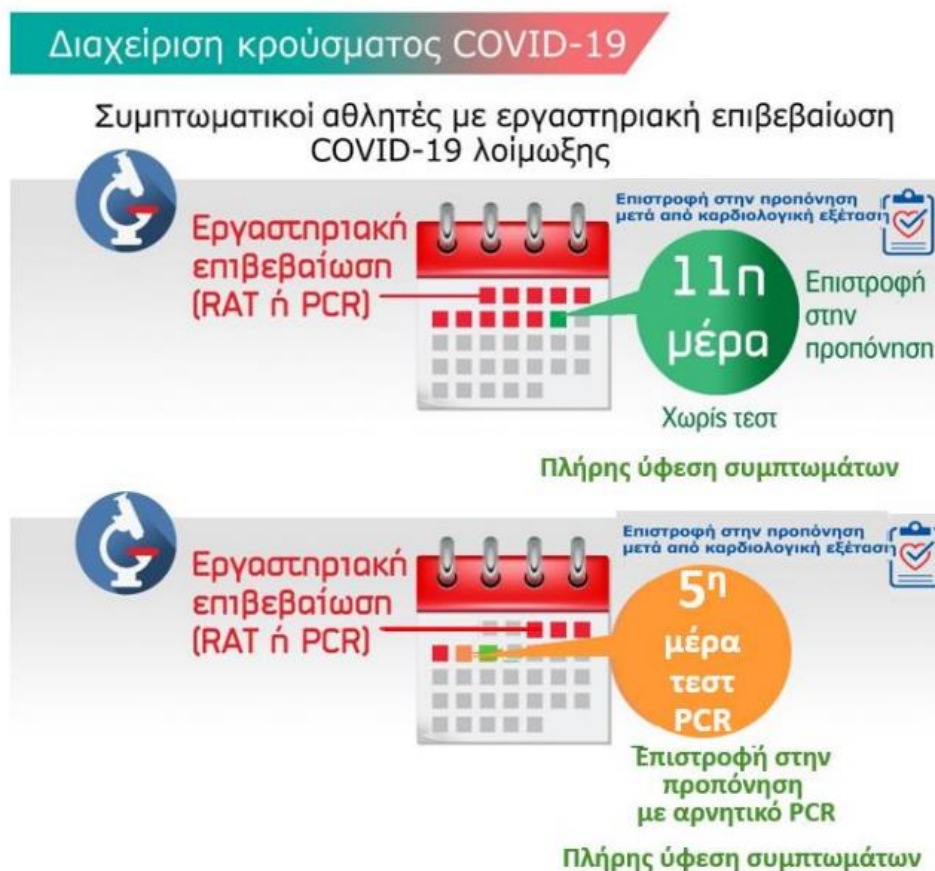 Διαχείριση κρούσματος COVID-19
Συμπτωματικοί αθλητές με εργαστηριακή επιβεβαίωση
COVID-19 λοίμωξης
Εργαστηριακή
επιβεβαίωση
(RAT ή PCR)
Επιστροφή στην προπόνηση
μετά από καρδιολογική εξέταση
11η
μέρα
Επιστροφή
στην
προπόνηση
Χωρίς τεστ
Πλήρης ύφεση συμπτωμάτων
Εργαστηριακή
επιβεβαίωση
(RAT ή PCR)
Επιστροφή στην προπόνηση
μετά από καρδιολογική εξέταση
5η
μέρα
τεστ
PCR
Επιστροφή στην
προπόνηση
με αρνητικό PCR
Πλήρης ύφεση συμπτωμάτων